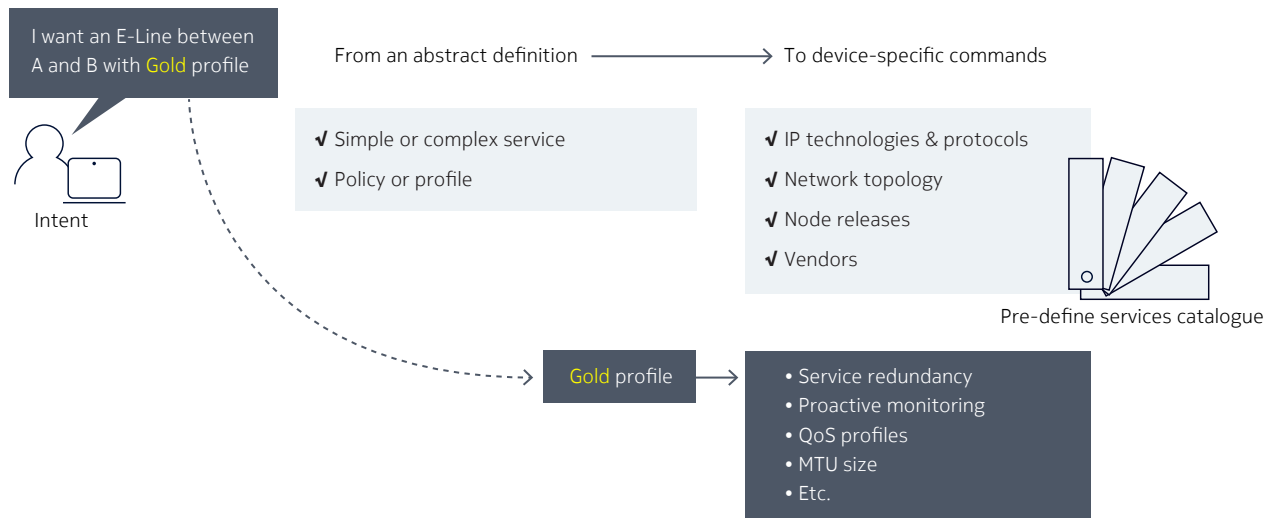 I want an E-Line between
A and B with Gold profile
From an abstract definition
To device-specific commands
√ Simple or complex service
√ Policy or profile
√ IP technologies & protocols
√ Network topology
√ Node releases
√ Vendors
Intent
Pre-define services catalogue
Gold profile
• Service redundancy
• Proactive monitoring
• QoS profiles
• MTU size
• Etc.